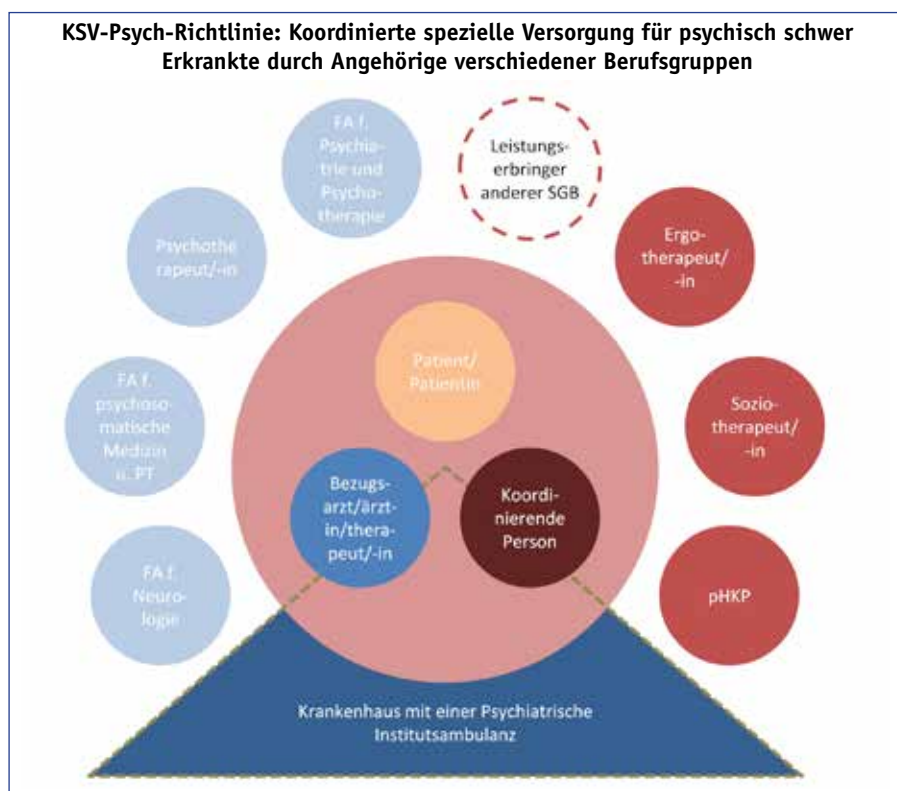 KSV-Psych-Richtlinie: Koordinierte spezielle Versorgung für psychisch schwer
Erkrankte durch Angehörige verschiedener Berufsgruppen
FA f.
Psychia-
trie und
Psycho-
therapie
Leistungs-
erbringer
anderer SGB
Psychothe
rapeut/-in
Ergo-
therapeut/
-in
Patient/
Patientin
FA f.
psychoso-
matische
Medizin
u. PT
Sozio-
therapeut/
-in
Bezugs-
arzt/ärzt-
in/thera-
peut/-in
Koordi-
nierende
Person
FA f.
Neuro-
logie
pHKP
Krankenhaus mit einer Psychiatrische
Institutsambulanz